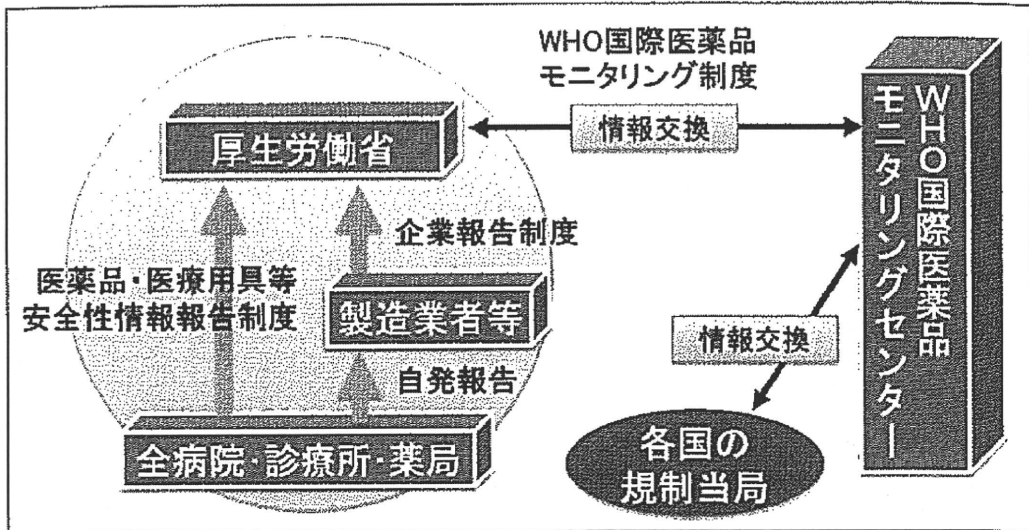 WHO国際医薬品
モニタリング制度
情報交換
厚生労働省
WHO国際医薬品
モニタリングセンター
企業報告制度
医薬品・医療用具等
安全性情報報告制度
製造業者等
情報交換
自発報告
全病院・診療所・薬局
各国の
規制当局